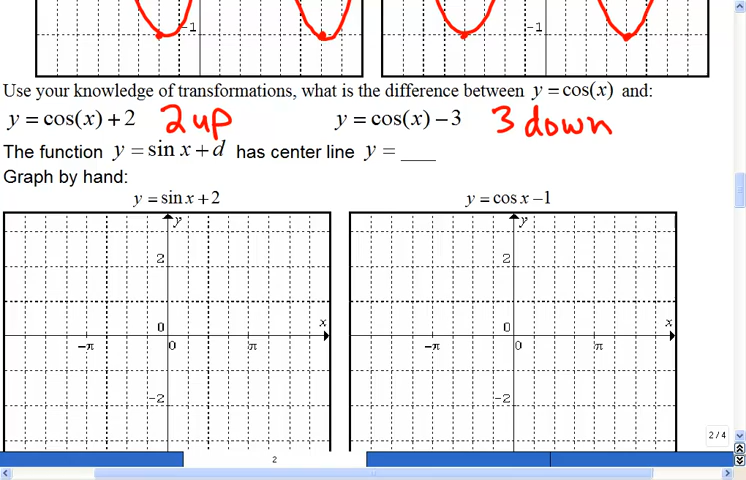 -1 -1
Use your knowledge of transformations, what is the difference between y = cos(x) and:
y = cos(x) + 2 2 up y = cos(x) − 3 3 down
The function y = sin x + d has center line y = ___
Graph by hand:
y = sin x + 2 y = cos x − 1
y y
2 2
x x
0 0
−π 0 π −π 0 π
−2 −2
2 / 4
2